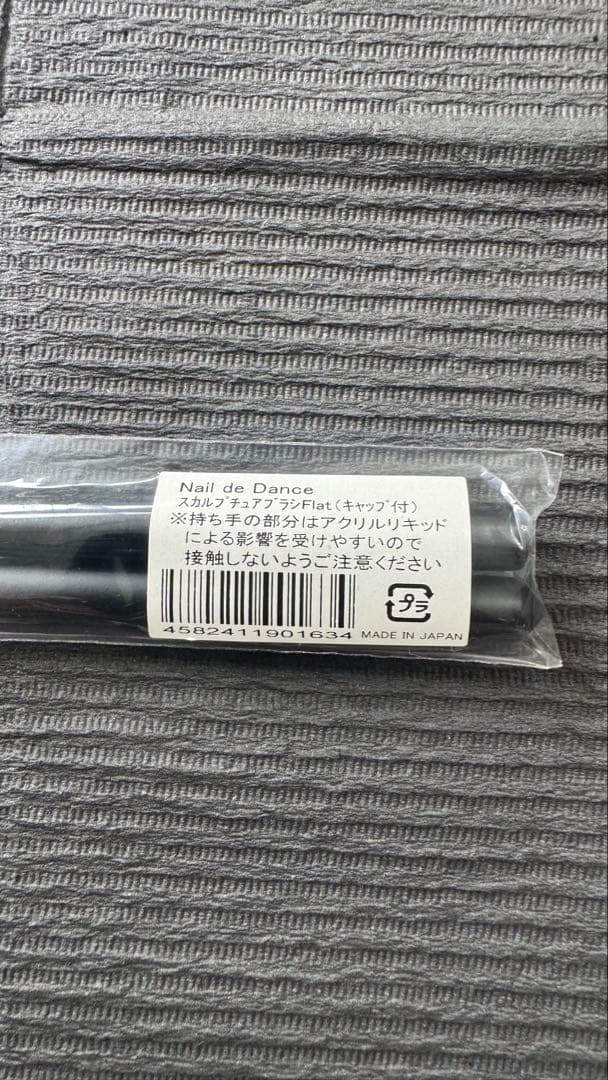 Nail de Dance
ｽｶﾙﾌﾟﾁｭｱﾌﾞﾗｼFlat(ｷｬｯﾌﾟ付)
※持ち手の部分はアクリルリキッド
による影響を受けやすいので
接触しないようご注意ください
プラ
4582411901634 MADE IN JAPAN